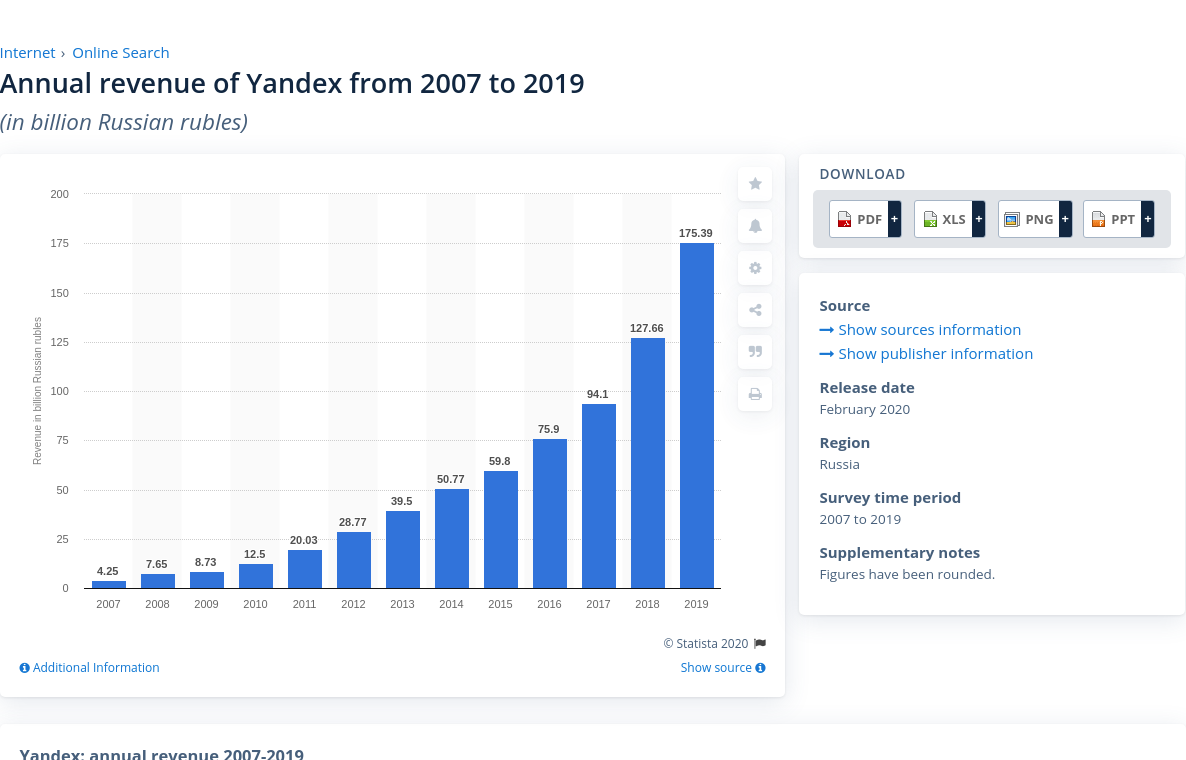 Internet › Online Search
Annual revenue of Yandex from 2007 to 2019
(in billion Russian rubles)
Revenue in billion Russian rubles
200
175
150
125
100
75
50
25
0
4.25
7.65
8.73
12.5
20.03
28.77
39.5
50.77
59.8
75.9
94.1
127.66
175.39
2007 2008 2009 2010 2011 2012 2013 2014 2015 2016 2017 2018 2019
© Statista 2020
Additional Information
Show source
DOWNLOAD
PDF + XLS + PNG + PPT +
Source
Show sources information
Show publisher information
Release date
February 2020
Region
Russia
Survey time period
2007 to 2019
Supplementary notes
Figures have been rounded.
Yandex: annual revenue 2007-2019